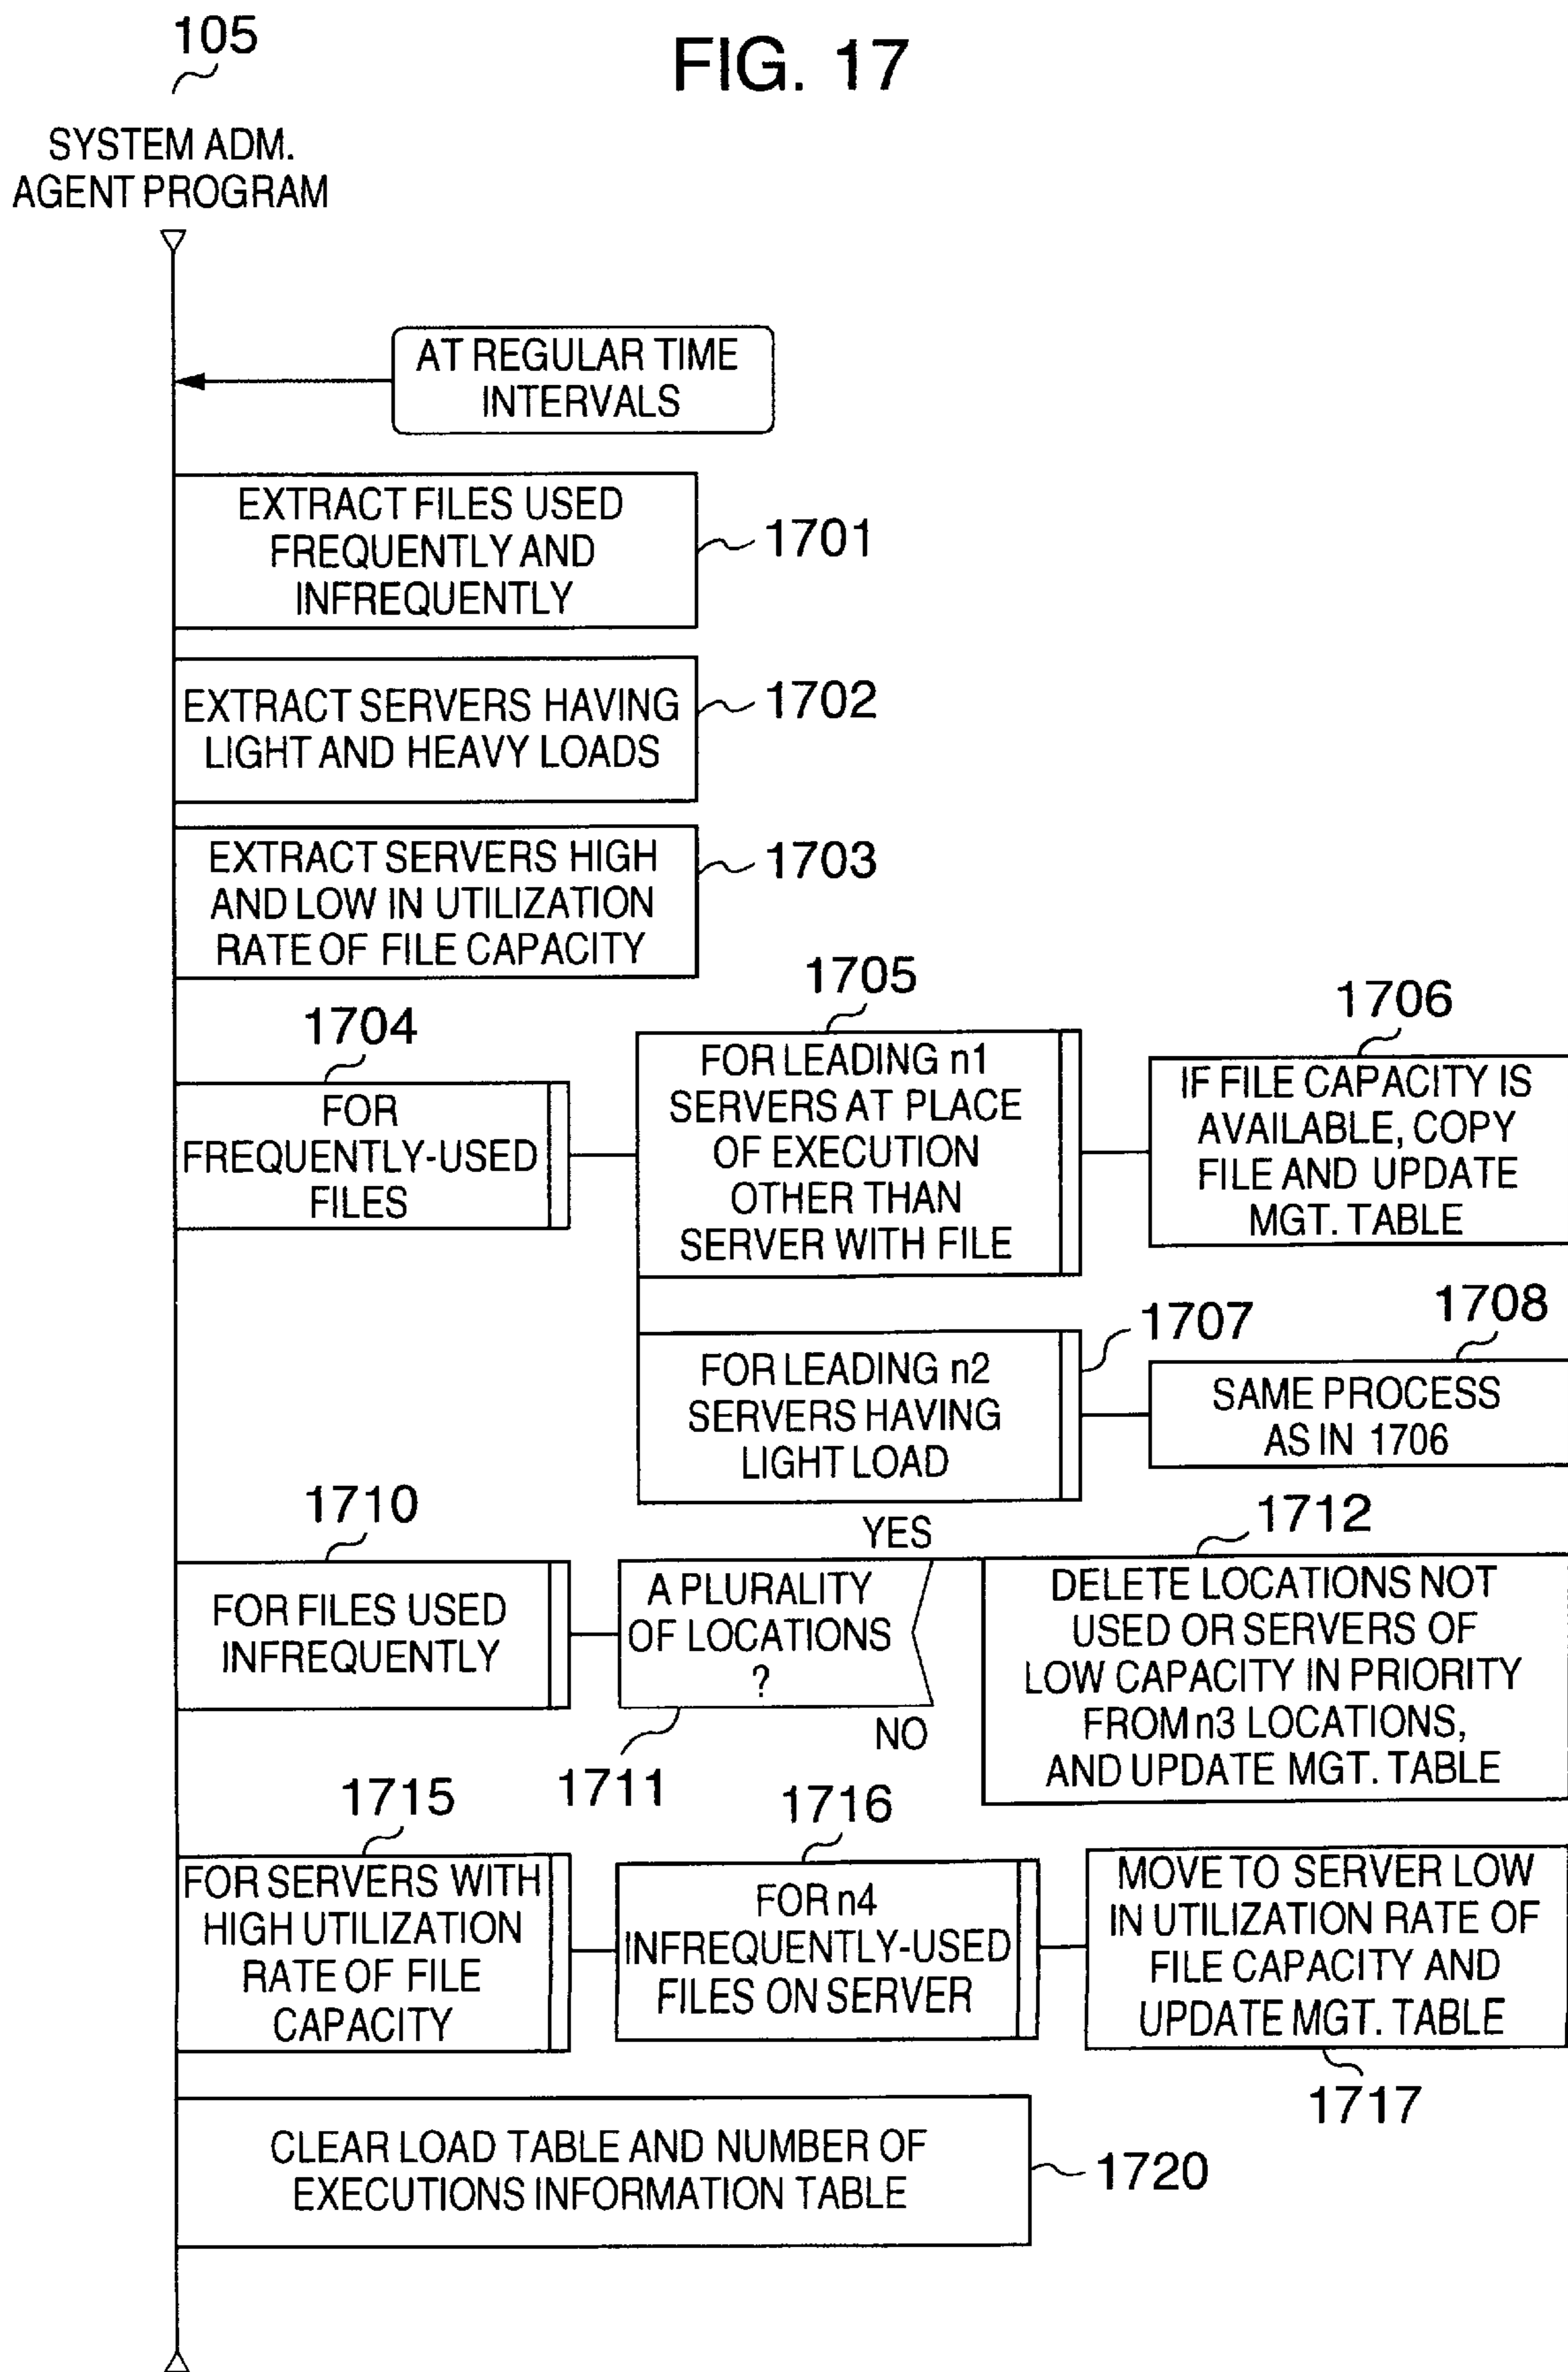 105
FIG. 17
SYSTEM ADM.
AGENT PROGRAM
AT REGULAR TIME
INTERVALS
EXTRACT FILES USED
FREQUENTLY AND
INFREQUENTLY
1701
EXTRACT SERVERS HAVING
LIGHT AND HEAVY LOADS
1702
EXTRACT SERVERS HIGH
AND LOW IN UTILIZATION
RATE OF FILE CAPACITY
1703
1704
FOR
FREQUENTLY-USED
FILES
1705
FOR LEADING n1
SERVERS AT PLACE
OF EXECUTION
OTHER THAN
SERVER WITH FILE
1706
IF FILE CAPACITY IS
AVAILABLE, COPY
FILE AND UPDATE
MGT. TABLE
1707
FOR LEADING n2
SERVERS HAVING
LIGHT LOAD
1708
SAME PROCESS
AS IN 1706
1710
FOR FILES USED
INFREQUENTLY
YES
A PLURALITY
OF LOCATIONS
?
NO
1711
1712
DELETE LOCATIONS NOT
USED OR SERVERS OF
LOW CAPACITY IN PRIORITY
FROM n3 LOCATIONS,
AND UPDATE MGT. TABLE
1715
FOR SERVERS WITH
HIGH UTILIZATION
RATE OF FILE
CAPACITY
1716
FOR n4
INFREQUENTLY-USED
FILES ON SERVER
MOVE TO SERVER LOW
IN UTILIZATION RATE OF
FILE CAPACITY AND
UPDATE MGT. TABLE
1717
CLEAR LOAD TABLE AND NUMBER OF
EXECUTIONS INFORMATION TABLE
1720